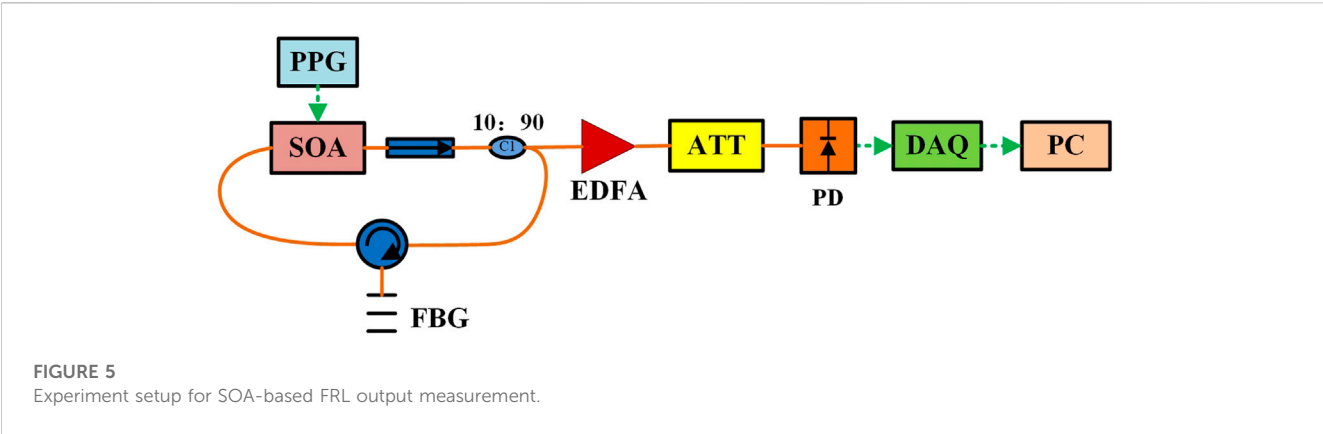 PPG
10: 90
SOA
C1
ATT
DAQ
PC
EDFA
PD
FBG
FIGURE 5
Experiment setup for SOA-based FRL output measurement.